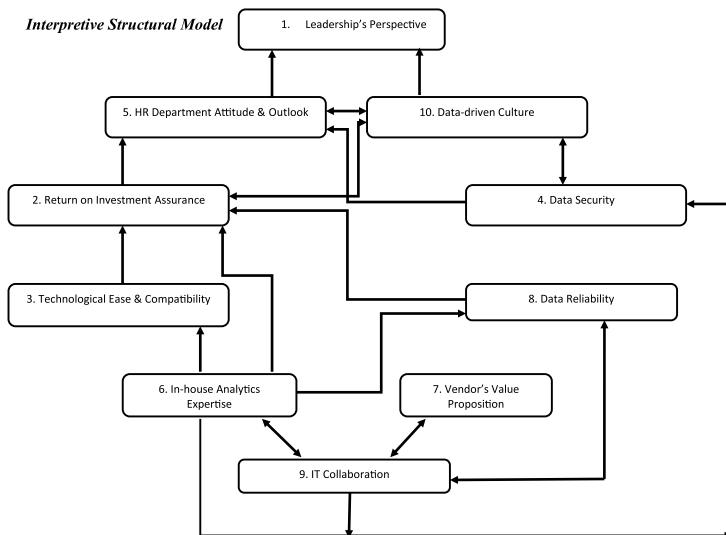 Interpretive Structural Model
1. Leadership's Perspective
5. HR Department Attitude & Outlook
10. Data-driven Culture
2. Return on Investment Assurance
4. Data Security
3. Technological Ease & Compatibility
8. Data Reliability
6. In-house Analytics
Expertise
7. Vendor's Value
Proposition
9. IT Collaboration